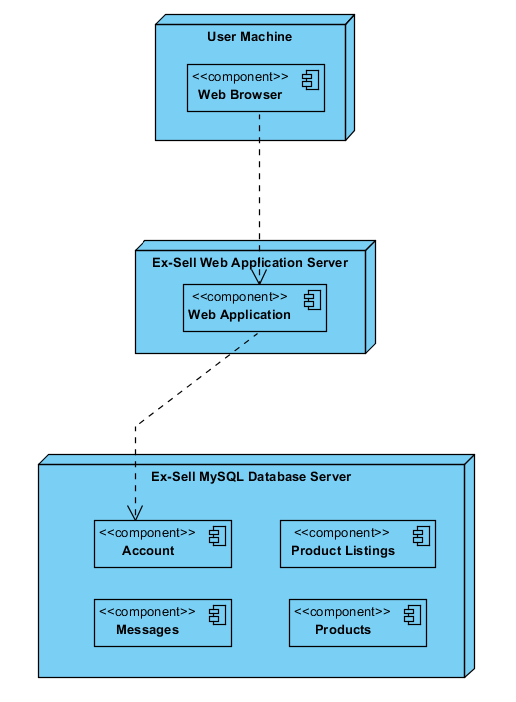 User Machine
<<component>>
Web Browser
Ex-Sell Web Application Server
<<component>>
Web Application
Ex-Sell MySQL Database Server
<<component>>
Account
<<component>>
Product Listings
<<component>>
Messages
<<component>>
Products